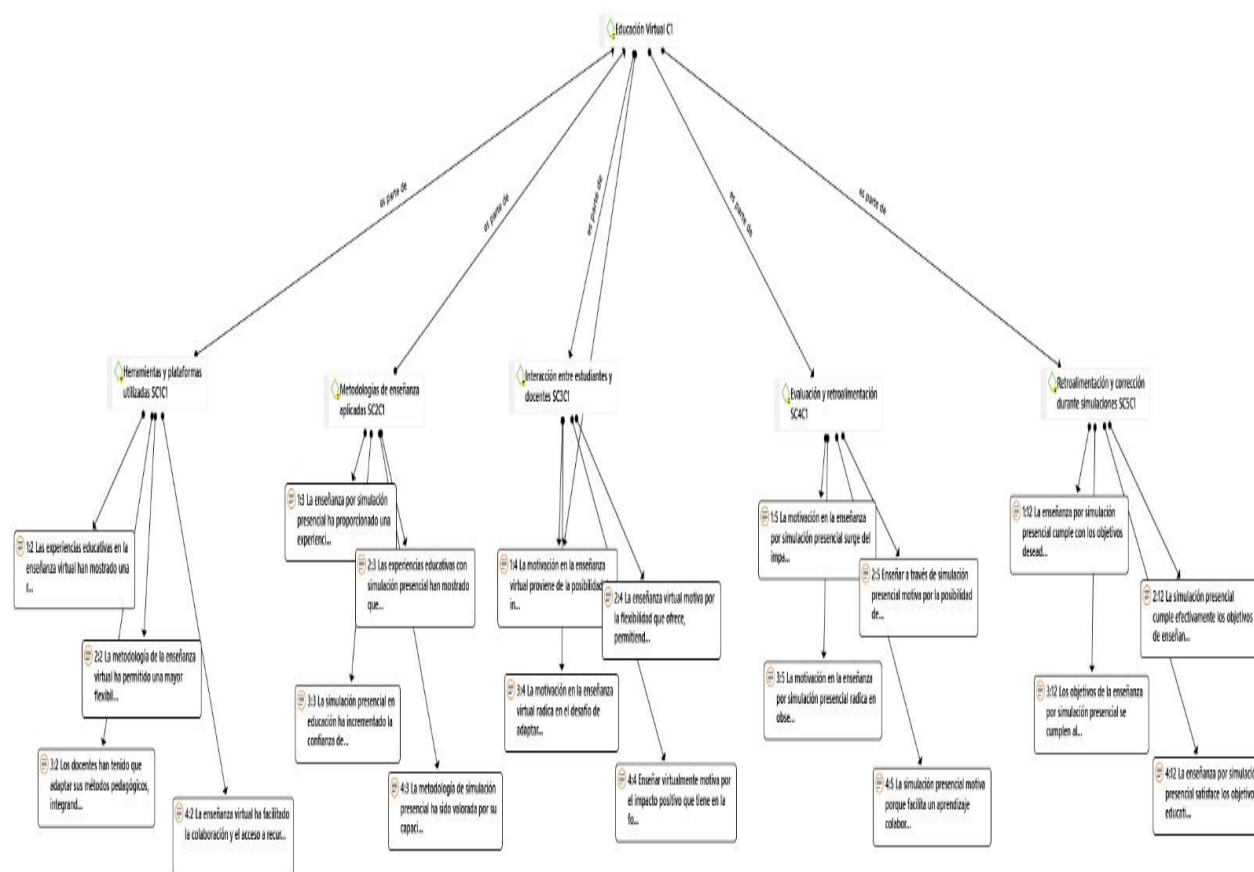 Educación Virtual C1
es parte de
es parte de
es parte de
es parte de
es parte de
Herramientas y plataformas
utilizadas SC1C1
Metodologías de enseñanza
aplicadas SC2C1
Interacción entre estudiantes y
docentes SC3C1
Evaluación y retroalimentación
SC4C1
Retroalimentación y corrección
durante simulaciones SC5C1
1:2 Las experiencias educativas en la
enseñanza virtual han mostrado una
f...
2:2 La metodología de la enseñanza
virtual ha permitido una mayor
flexibil...
3:2 Los docentes han tenido que
adaptar sus métodos pedagógicos,
integrand...
4:2 La enseñanza virtual ha facilitado
la colaboración y el acceso a recur...
1:3 La enseñanza por simulación
presencial ha proporcionado una
experienci...
2:3 Las experiencias educativas con
simulación presencial han mostrado
que...
3:3 La simulación presencial en
educación ha incrementado la
confianza de...
4:3 La metodología de simulación
presencial ha sido valorada por su
capaci...
1:4 La motivación en la enseñanza
virtual proviene de la posibilidad
in...
2:4 La enseñanza virtual motiva por
la flexibilidad que ofrece,
permitiend...
3:4 La motivación en la enseñanza
virtual radica en el desafío de
adaptar...
4:4 Enseñar virtualmente motiva por
el impacto positivo que tiene en la
fo...
1:5 La motivación en la enseñanza
por simulación presencial surge del
impa...
2:5 Enseñar a través de simulación
presencial motiva por la posibilidad
de...
3:5 La motivación en la enseñanza
por simulación presencial radica en
obse...
4:5 La simulación presencial motiva
porque facilita un aprendizaje
colabor...
1:12 La enseñanza por simulación
presencial cumple con los objetivos
desead...
2:12 La simulación presencial
cumple efectivamente los objetivos
de enseñan...
3:12 Los objetivos de la enseñanza
por simulación presencial se
cumplen al...
4:12 La enseñanza por simulació
presencial satisface los objetivo
educati...